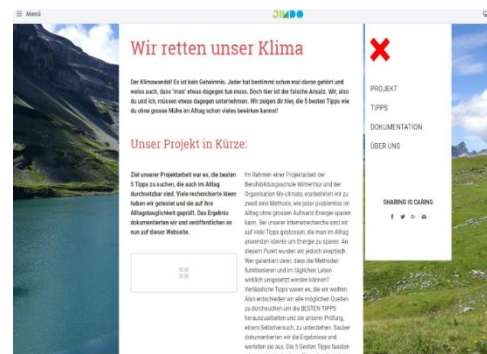 Menü
JIMDO
Wir retten unser Klima
Der Klimawandel! Es ist kein Geheimnis. Jeder hat bestimmt schon mal davon gehört und
weiss auch, dass 'man' etwas dagegen tun muss. Doch hier ist der falsche Ansatz. Wir, also
du und ich, müssen etwas dagegen unternehmen. Wir zeigen dir hier, die 5 besten Tipps wie
du ohne grosse Mühe im Alltag schon vieles bewirken kannst!
Unser Projekt in Kürze:
Ziel unserer Projektarbeit war es, die besten
5 Tipps zu suchen, die auch im Alltag
durchsetzbar sind. Viele recherchierte Ideen
haben wir getestet und sie auf ihre
Alltagstauglichkeit geprüft. Das Ergebnis
dokumentierten wir und veröffentlichen es
nun auf dieser Webseite.
Im Rahmen einer Projektarbeit der
Berufsbildungsschule Winterthur und der
Organisation My climate, erarbeiteten wir zu
zweit eine Methode, wie jeder problemlos im
Alltag ohne grossen Aufwand Energie sparen
kann. Bei unserer Internetrecherche sind wir
auf viele Tipps gestossen, die man im Alltag
anwenden könnte um Energie zu sparen. An
diesem Punkt wurden wir jedoch skeptisch.
Wer garantiert denn, dass die Methoden
funktionieren und im täglichen Leben
wirklich umgesetzt werden können?
Verlässliche Tipps waren es, die wir wollten.
Also entschieden wir alle möglichen Quellen
zu durchsuchen um die BESTEN TIPPS
herauszuarbeiten und sie unserer Prüfung,
einem Selbstversuch, zu unterziehen. Sauber
dokumentierten wir die Ergebnisse und
werteten sie aus. Die 5 Besten Tipps fassten
PROJEKT
TIPPS
DOKUMENTATION
ÜBER UNS
SHARING IS CARING